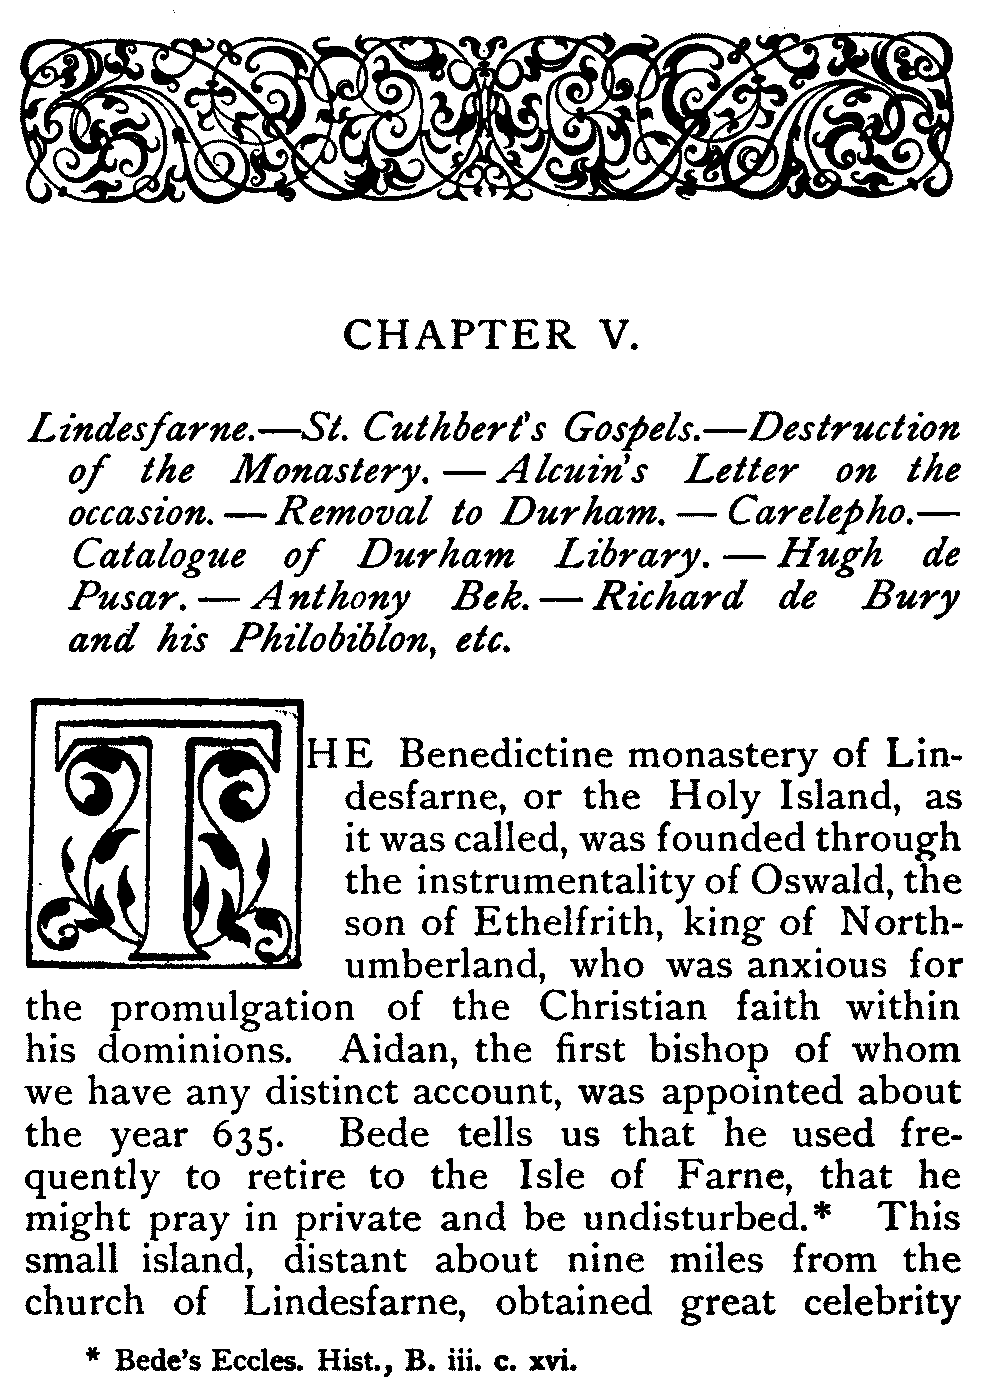 CHAPTER V.
Lindesfarne.—St. Cuthbert's Gospels.—Destruction
of the Monastery.—Alcuin's Letter on the
occasion.—Removal to Durham.—Carelepho.—
Catalogue of Durham Library.—Hugh de
Pusar.—Anthony Bek.—Richard de Bury
and his Philobiblon, etc.
THE Benedictine monastery of Lin-
desfarne, or the Holy Island, as
it was called, was founded through
the instrumentality of Oswald, the
son of Ethelfrith, king of North-
umberland, who was anxious for
the promulgation of the Christian faith within
his dominions. Aidan, the first bishop of whom
we have any distinct account, was appointed about
the year 635. Bede tells us that he used fre-
quently to retire to the Isle of Farne, that he
might pray in private and be undisturbed.* This
small island, distant about nine miles from the
church of Lindesfarne, obtained great celebrity
* Bede's Eccles. Hist., B. iii. c. xvi.